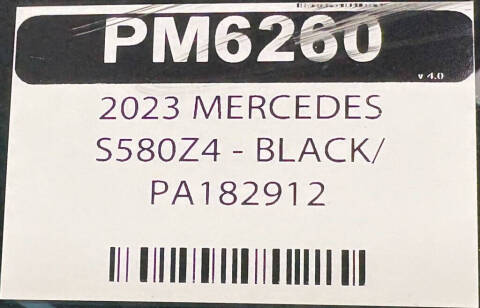 PM6260
v 4.0
2023 MERCEDES
S580Z4 - BLACK/
PA182912